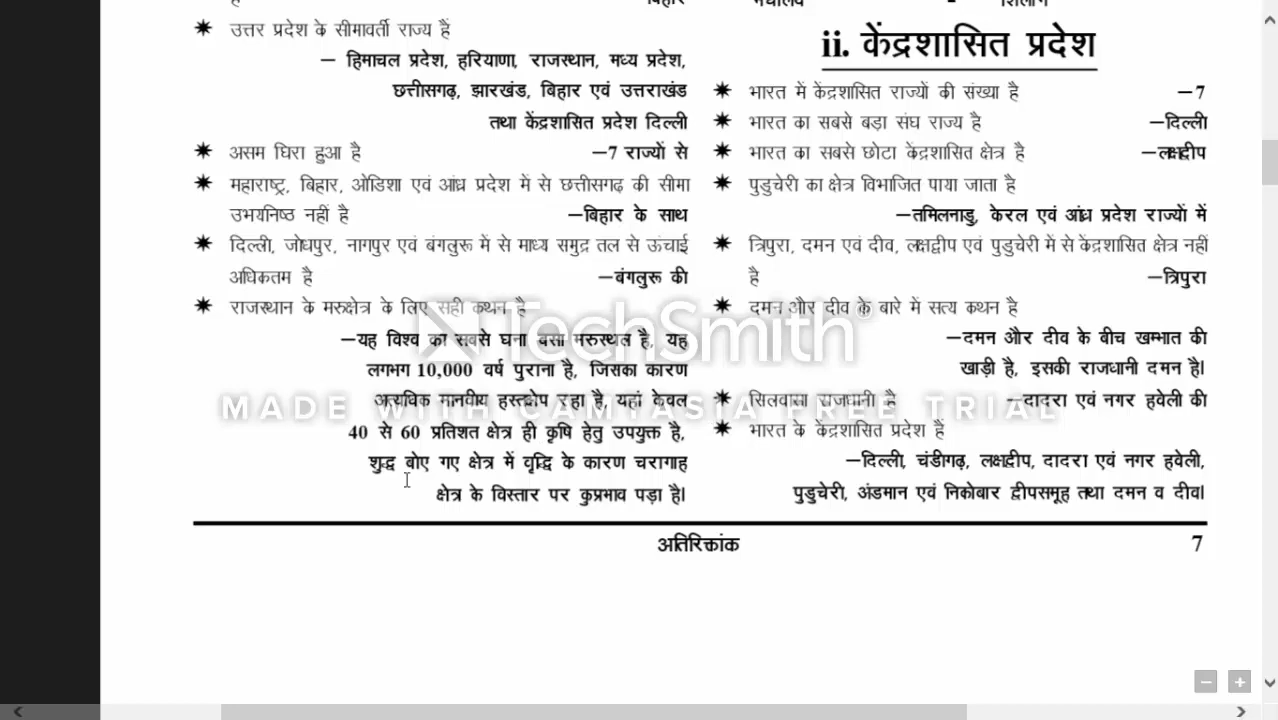 है
बिहार
✷ उत्तर प्रदेश के सीमावर्ती राज्य हैं
– हिमाचल प्रदेश, हरियाणा, राजस्थान, मध्य प्रदेश,
छत्तीसगढ़, झारखंड, बिहार एवं उत्तराखंड
तथा केंद्रशासित प्रदेश दिल्ली
✷ असम घिरा हुआ है –7 राज्यों से
✷ महाराष्ट्र, बिहार, ओडिशा एवं आंध्र प्रदेश में से छत्तीसगढ़ की सीमा
उभयनिष्ठ नहीं है –बिहार के साथ
✷ दिल्ली, जोधपुर, नागपुर एवं बंगलुरू में से माध्य समुद्र तल से ऊंचाई
अधिकतम है –बंगलुरू की
✷ राजस्थान के मरुक्षेत्र के लिए सही कथन है
–यह विश्व का सबसे घना बसा मरुस्थल है, यह
लगभग 10,000 वर्ष पुराना है, जिसका कारण
अत्यधिक मानवीय हस्तक्षेप रहा है, यहां केवल
40 से 60 प्रतिशत क्षेत्र ही कृषि हेतु उपयुक्त है,
शुद्ध बोए गए क्षेत्र में वृद्धि के कारण चरागाह
क्षेत्र के विस्तार पर कुप्रभाव पड़ा है।
मेघालय - शिलांग
ii. केंद्रशासित प्रदेश
✷ भारत में केंद्रशासित राज्यों की संख्या है –7
✷ भारत का सबसे बड़ा संघ राज्य है –दिल्ली
✷ भारत का सबसे छोटा केंद्रशासित क्षेत्र है –लक्षद्वीप
✷ पुडुचेरी का क्षेत्र विभाजित पाया जाता है
–तमिलनाडु, केरल एवं आंध्र प्रदेश राज्यों में
✷ त्रिपुरा, दमन एवं दीव, लक्षद्वीप एवं पुडुचेरी में से केंद्रशासित क्षेत्र नहीं
है –त्रिपुरा
✷ दमन और दीव के बारे में सत्य कथन है
–दमन और दीव के बीच खम्भात की
खाड़ी है, इसकी राजधानी दमन है।
✷ सिलवासा राजधानी है –दादरा एवं नगर हवेली की
✷ भारत के केंद्रशासित प्रदेश हैं
–दिल्ली, चंडीगढ़, लक्षद्वीप, दादरा एवं नगर हवेली,
पुडुचेरी, अंडमान एवं निकोबार द्वीपसमूह तथा दमन व दीव।
अतिरिक्तांक 7
TechSmith®
MADE WITH CAMTASIA FREE TRIAL